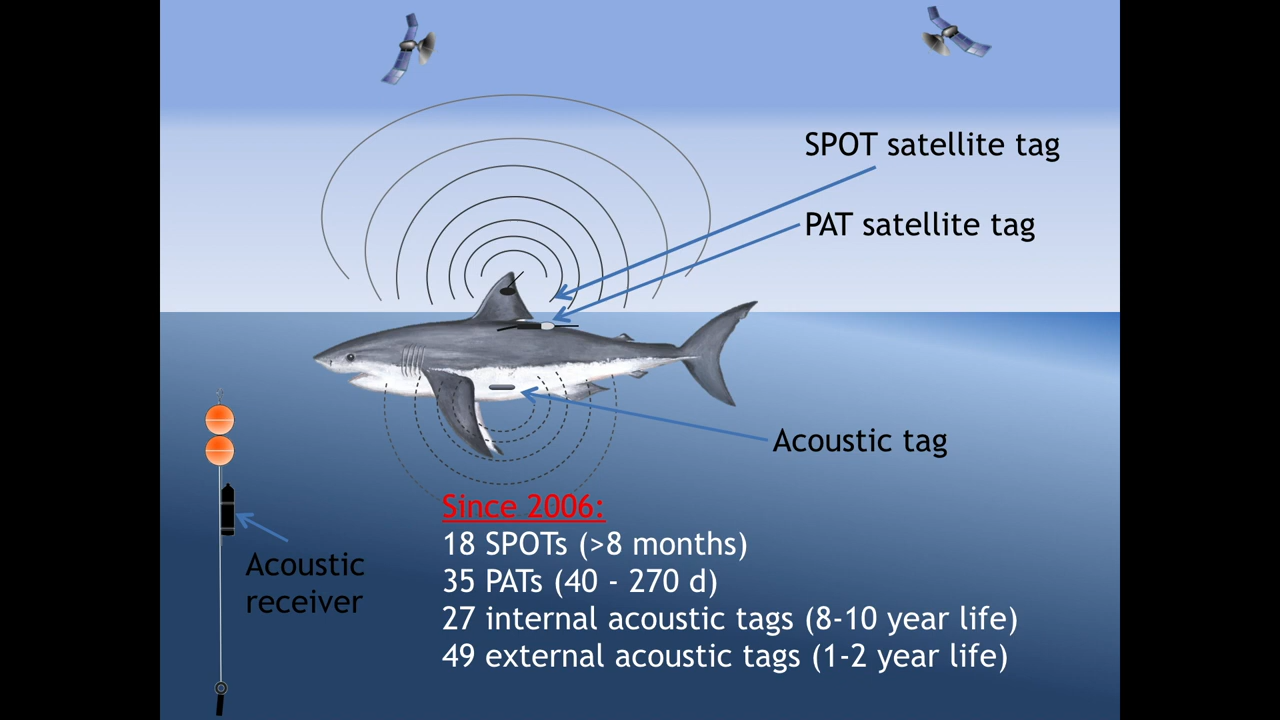 SPOT satellite tag
PAT satellite tag
Acoustic tag
Acoustic
receiver
Since 2006:
18 SPOTs (>8 months)
35 PATs (40 - 270 d)
27 internal acoustic tags (8-10 year life)
49 external acoustic tags (1-2 year life)